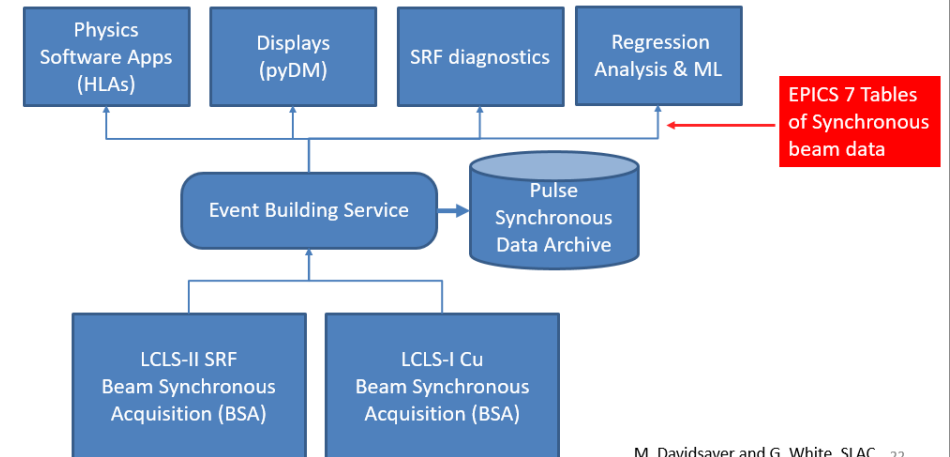 Physics
Software Apps
(HLAs)
Displays
(pyDM)
SRF diagnostics
Regression
Analysis & ML
EPICS 7 Tables
of Synchronous
beam data
Event Building Service
Pulse
Synchronous
Data Archive
LCLS-II SRF
Beam Synchronous
Acquisition (BSA)
LCLS-I Cu
Beam Synchronous
Acquisition (BSA)
M. Davidsaver and G. White, SLAC 22